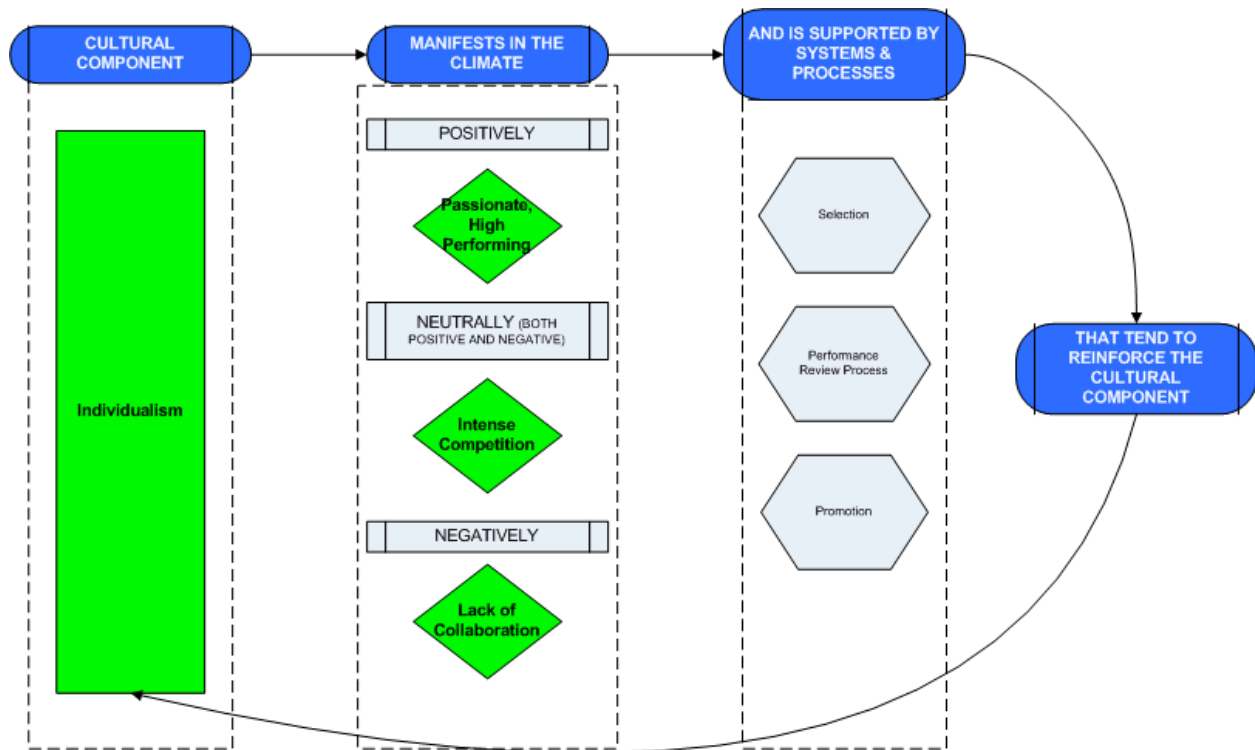 CULTURAL
COMPONENT
MANIFESTS IN THE
CLIMATE
AND IS SUPPORTED BY
SYSTEMS &
PROCESSES
POSITIVELY
Passionate,
High
Performing
NEUTRALLY (BOTH
POSITIVE AND NEGATIVE)
Individualism
Intense
Competition
NEGATIVELY
Lack of
Collaboration
Selection
Performance
Review Process
Promotion
THAT TEND TO
REINFORCE THE
CULTURAL
COMPONENT